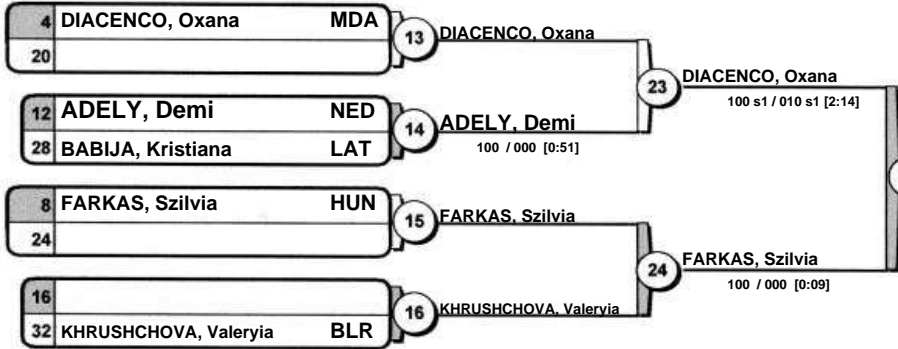 4 DIACENCO, Oxana MDA
20
13 DIACENCO, Oxana
12 ADELY, Demi NED
28 BABIJA, Kristiana LAT
14 ADELY, Demi
100 / 000 [0:51]
23 DIACENCO, Oxana
100 s1 / 010 s1 [2:14]
8 FARKAS, Szilvia HUN
24
15 FARKAS, Szilvia
16
32 KHRUSHCHOVA, Valeryia BLR
16 KHRUSHCHOVA, Valeryia
24 FARKAS, Szilvia
100 / 000 [0:09]